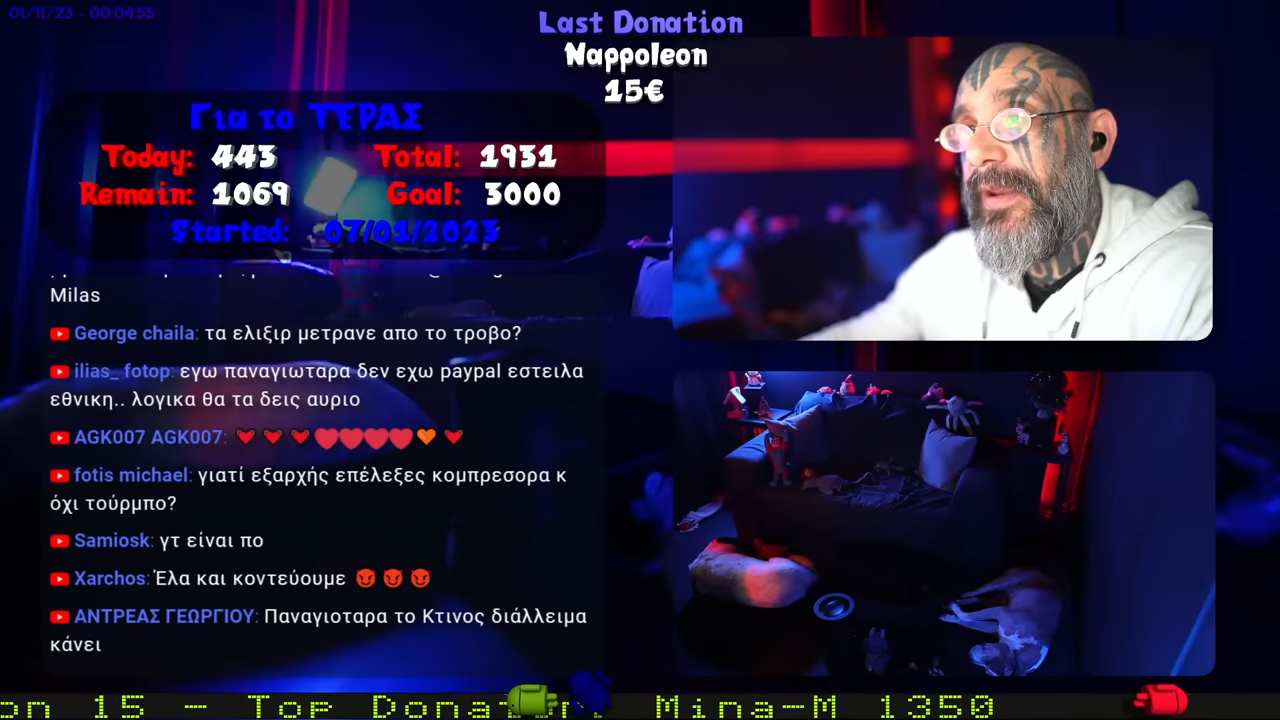 01/11/23 - 00:04:55
Last Donation
Nappoleon
15€
Για το ΤΕΡΑΣ
Today: 443 Total: 1931
Remain: 1069 Goal: 3000
Started: 07/01/2023
Milas
George chaila: τα ελιξιρ μετρανε απο το τροβο?
ilias_ fotop: εγω παναγιωταρα δεν εχω paypal εστειλα
εθνικη.. λογικα θα τα δεις αυριο
AGK007 AGK007:
fotis michael: γιατί εξαρχής επέλεξες κομπρεσορα κ
όχι τούρμπο?
Samiosk: γτ είναι πο
Xarchos: Έλα και κοντεύουμε
ΑΝΤΡΕΑΣ ΓΕΩΡΓΙΟΥ: Παναγιοταρα το Κτινος διάλλειμα
κάνει
on 15 - Top Mina-M 1350